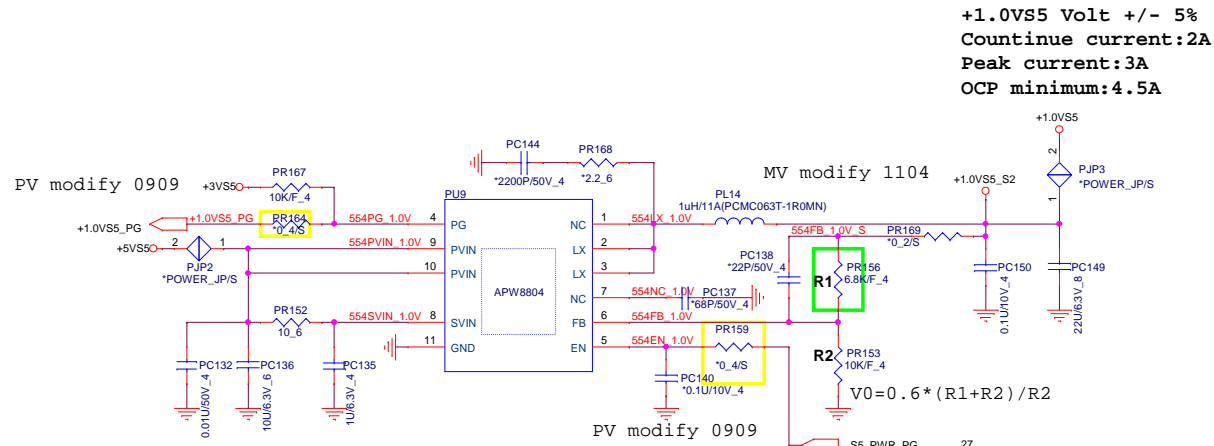 +1.0VS5 Volt +/- 5%
Countinue current:2A
Peak current:3A
OCP minimum:4.5A
+1.0VS5
2
1
PJP3
*POWER_JP/S
PC144
*2200P/50V_4
PR168
*2.2_6
MV modify 1104
+1.0VS5_S2
PV modify 0909
PR167
10K/F_4
+3VS5
PU9
PL14
1uH/11A(PCMC063T-1R0MN)
+1.0VS5_PG
+1.0VS5_PG
PR164
*0_4/S
554PG_1.0V
4
PG
NC
1
554LX_1.0V
554FB_1.0V_S
PR169
*0_2/S
+5VS5
2
1
PJP2
*POWER_JP/S
554PVIN_1.0V
9
PVIN
LX
2
10
PVIN
LX
3
APW8804
NC
7
554NC_1.0V
PC137
*68P/50V_4
PC138
*22P/50V_4
R1
PR156
6.8K/F_4
PC150
0.1U/10V_4
PC149
22U/6.3V_8
PR152
10_6
554SVIN_1.0V
8
SVIN
FB
6
554FB_1.0V
11
GND
EN
5
554EN_1.0V
PR159
*0_4/S
R2
PR153
10K/F_4
PC132
0.01U/50V_4
PC136
10U/6.3V_6
PC135
1U/6.3V_4
PC140
*0.1U/10V_4
V0=0.6*(R1+R2)/R2
PV modify 0909
S5_PWR_PG
27